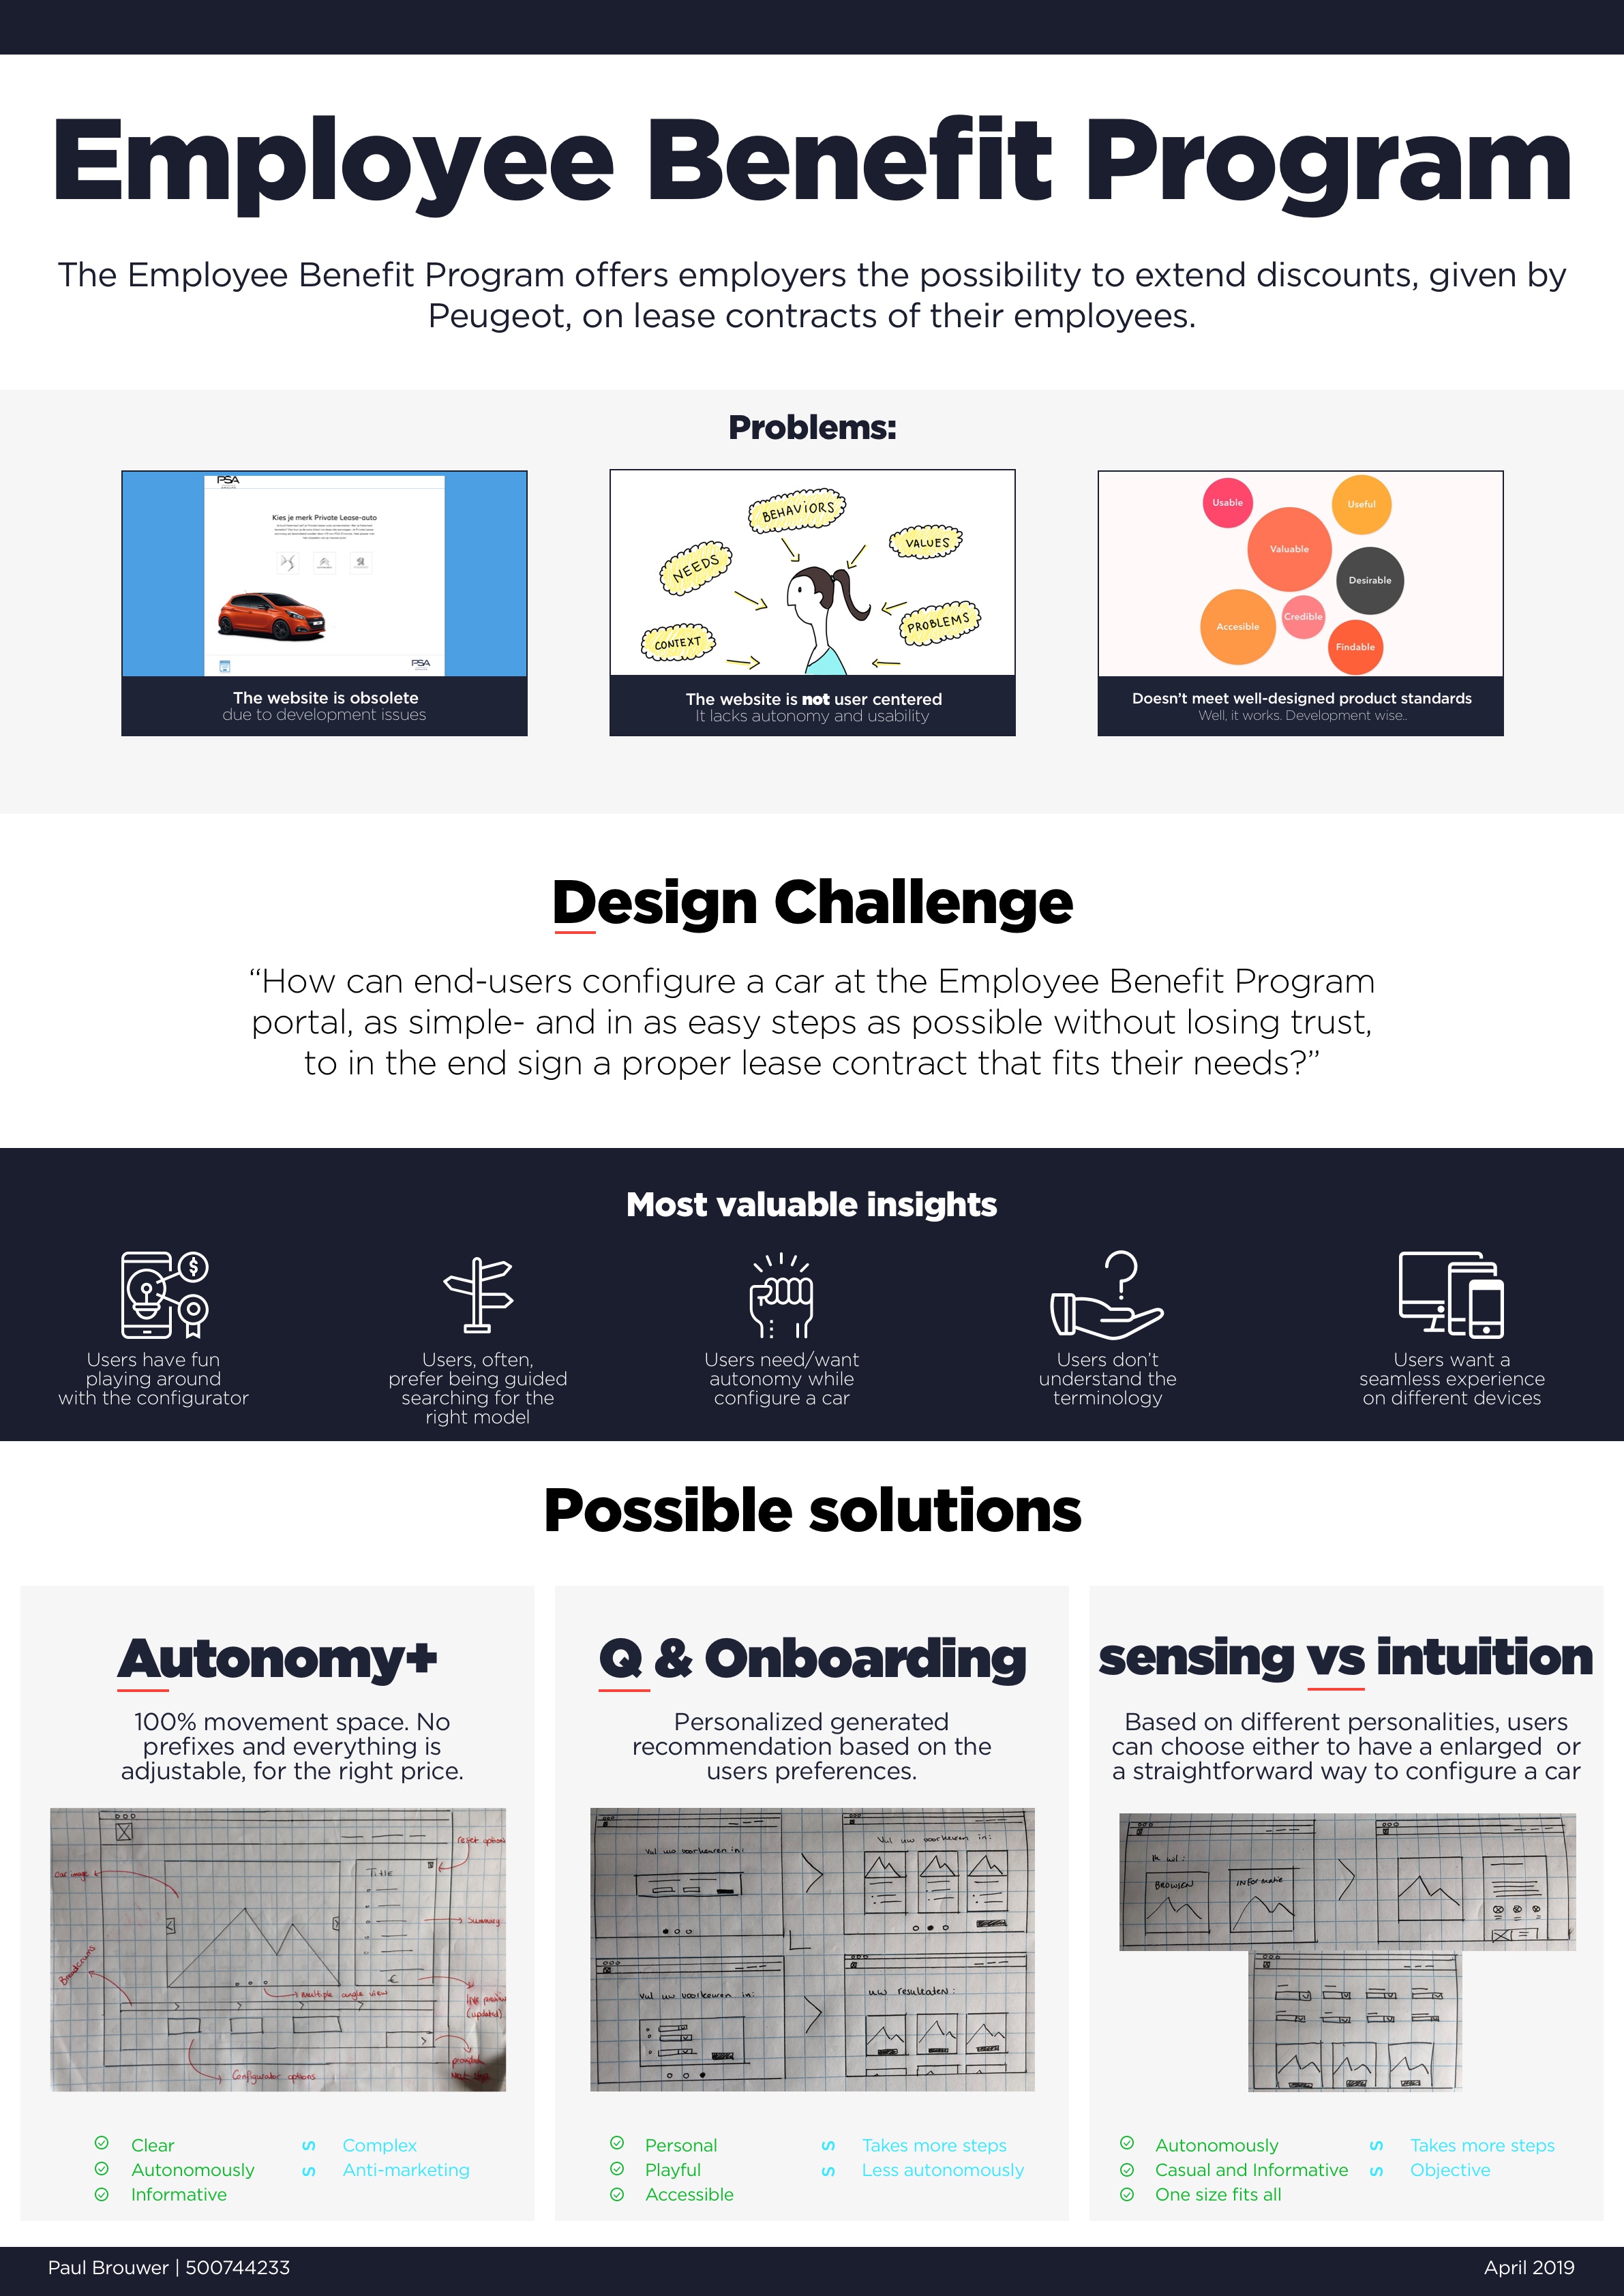 Employee Benefit Program
The Employee Benefit Program offers employers the possibility to extend discounts, given by
Peugeot, on lease contracts of their employees.
Problems:
PSA
Kies je merk Private Lease-auto
PSA
The website is obsolete
due to development issues
BEHAVIORS
NEEDS
VALUES
CONTEXT
PROBLEMS
The website is not user centered
It lacks autonomy and usability
Usable
Useful
Valuable
Desirable
Accesible
Credible
Findable
Doesn't meet well-designed product standards
Well, it works. Development wise..
Design Challenge
“How can end-users configure a car at the Employee Benefit Program
portal, as simple- and in as easy steps as possible without losing trust,
to in the end sign a proper lease contract that fits their needs?”
Most valuable insights
Users have fun
playing around
with the configurator
Users, often,
prefer being guided
searching for the
right model
Users need/want
autonomy while
configure a car
Users don't
understand the
terminology
Users want a
seamless experience
on different devices
Possible solutions
Autonomy+
100% movement space. No
prefixes and everything is
adjustable, for the right price.
car image
Title
reset options
Summary
Breadcrums
€
multiple angle view
(updated)
Configurator options
Clear
Autonomously
Informative
Complex
Anti-marketing
Q & Onboarding
Personalized generated
recommendation based on the
users preferences.
Vul uw voorkeuren in:
Vul uw voorkeuren in:
Vul uw voorkeuren in:
uw resultaten:
Personal
Playful
Accessible
Takes more steps
Less autonomously
sensing vs intuition
Based on different personalities, users
can choose either to have a enlarged or
a straightforward way to configure a car
Ik wil:
BROWSEN
INFORMATIE
Autonomously
Casual and Informative
One size fits all
Takes more steps
Objective
Paul Brouwer | 500744233
April 2019